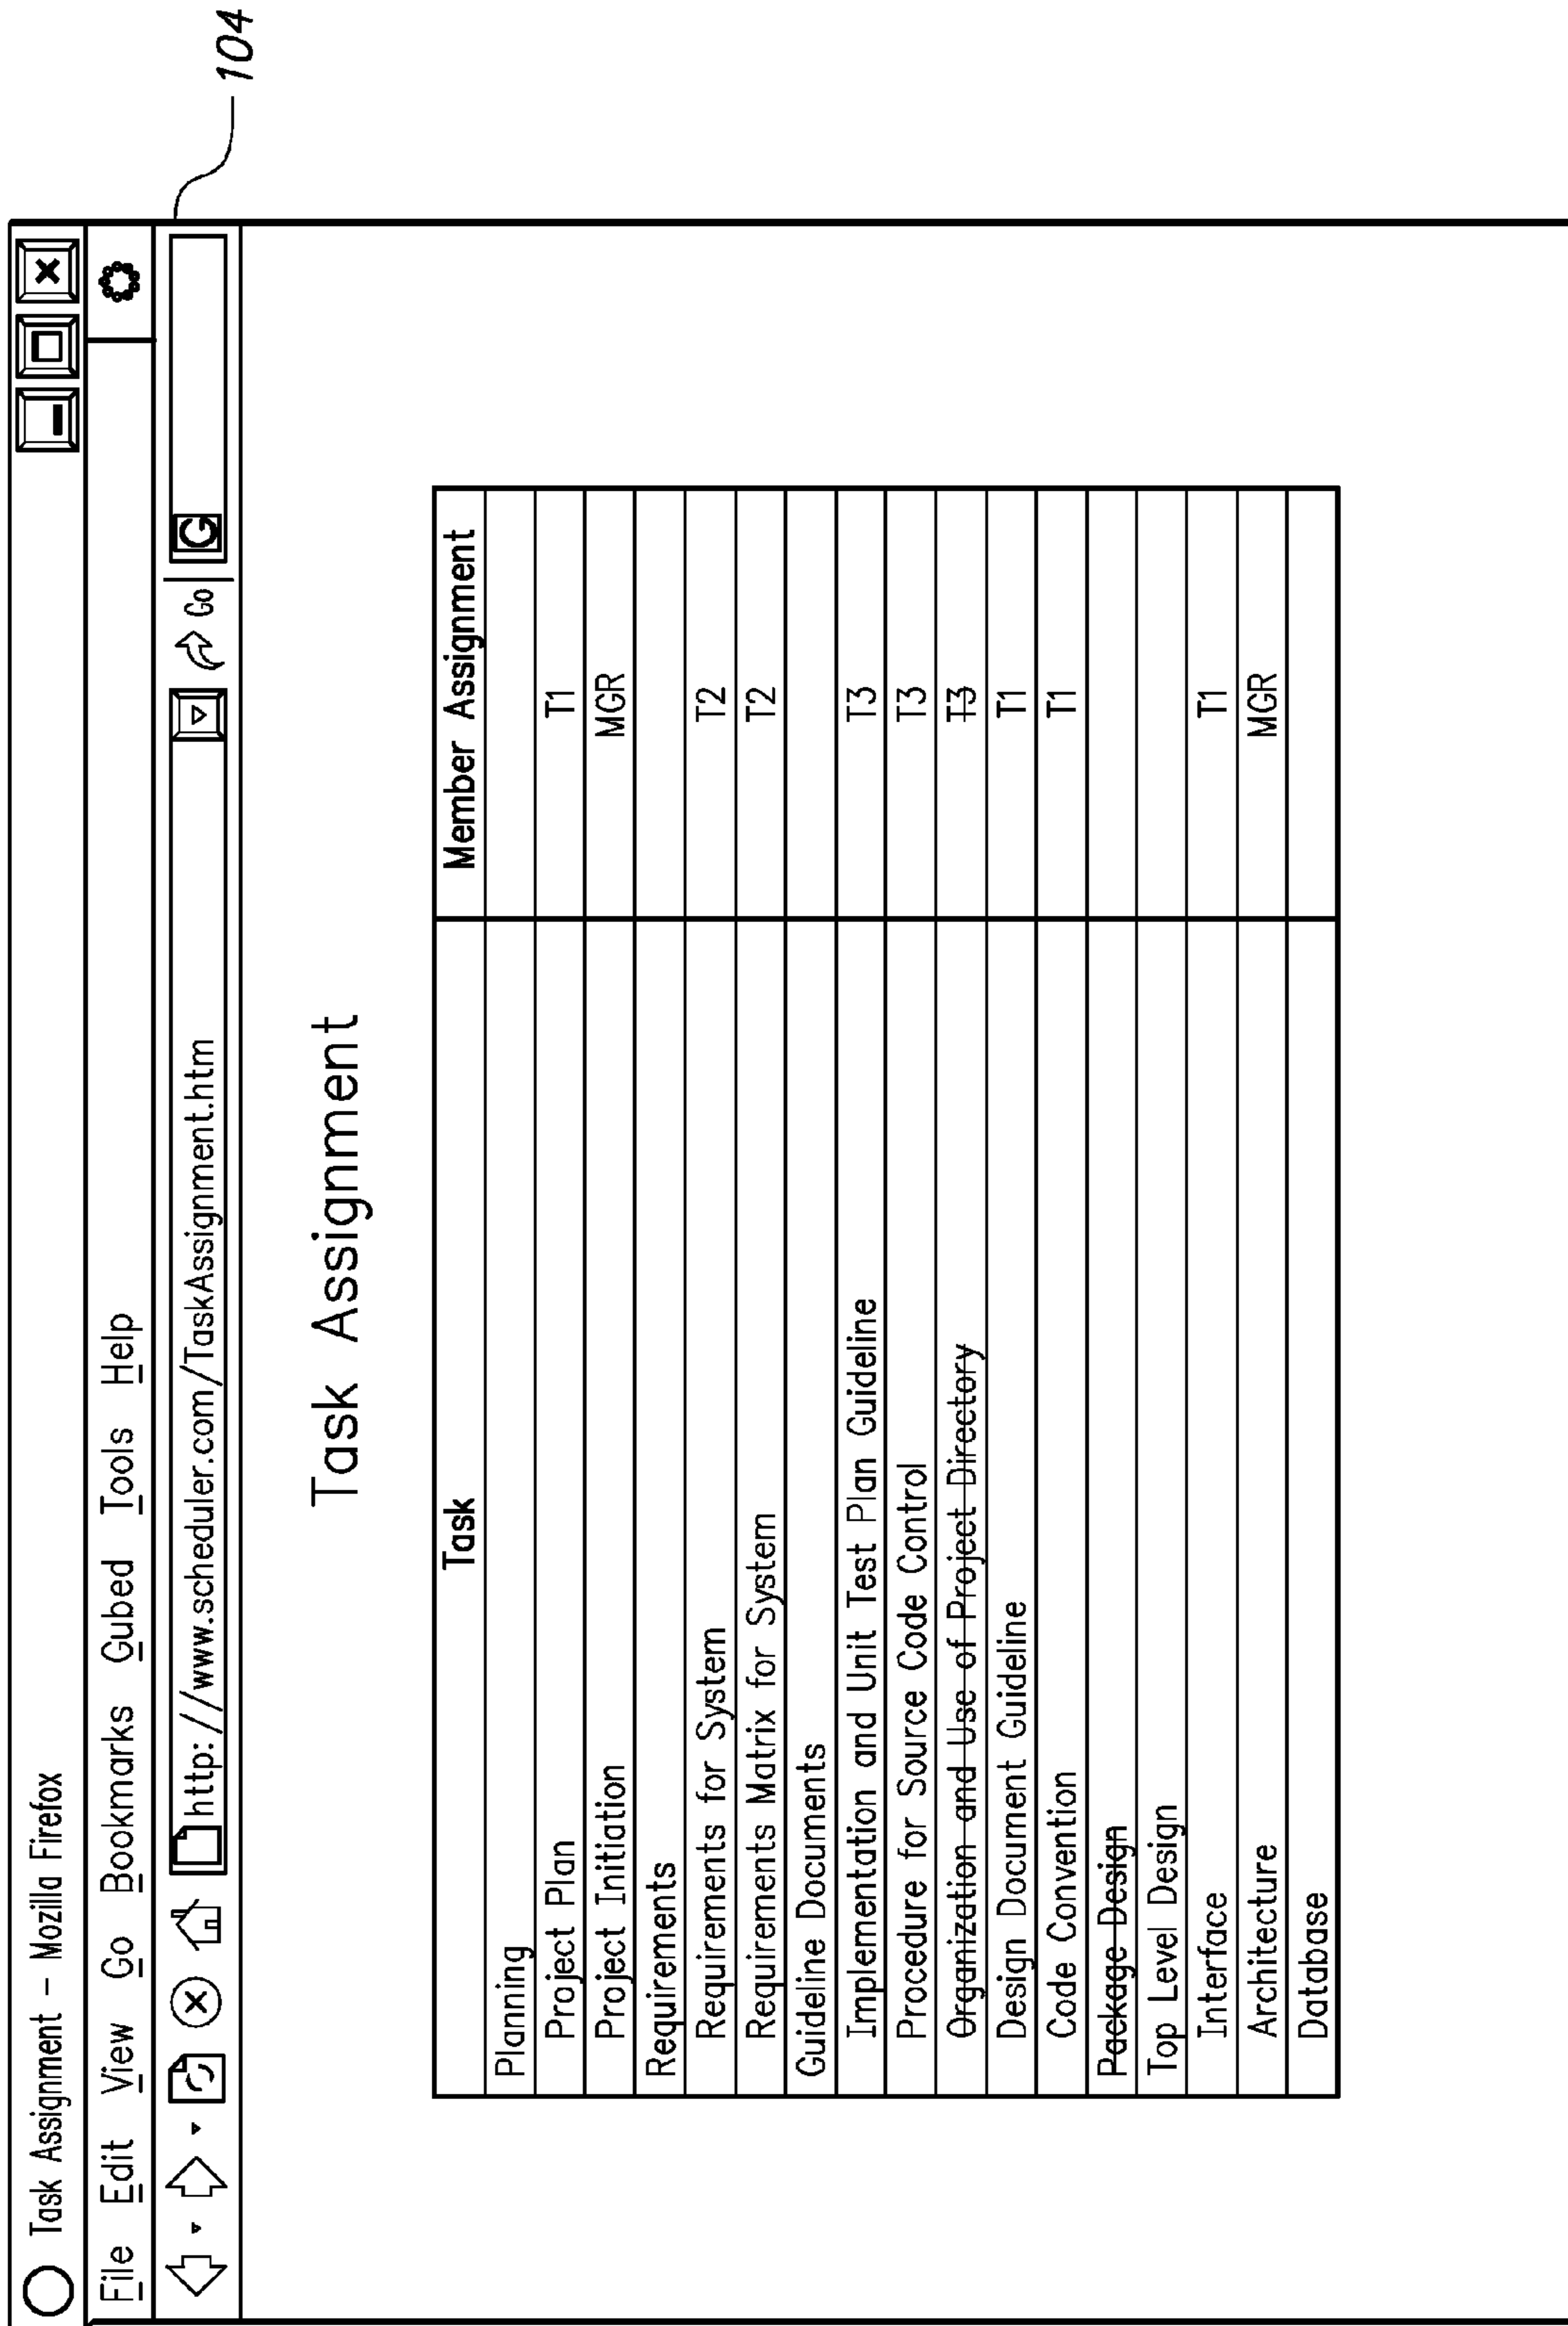 Task Assignment – Mozilla Firefox
File Edit View Go Bookmarks Gubed Tools Help
http://www.scheduler.com/TaskAssignment.htm Go G
104
Task Assignment
Task Member Assignment
Planning
Project Plan T1
Project Initiation MGR
Requirements
Requirements for System T2
Requirements Matrix for System T2
Guideline Documents
Implementation and Unit Test Plan Guideline T3
Procedure for Source Code Control T3
Organization and Use of Project Directory T3
Design Document Guideline T1
Code Convention T1
Package Design
Top Level Design
Interface T1
Architecture MGR
Database